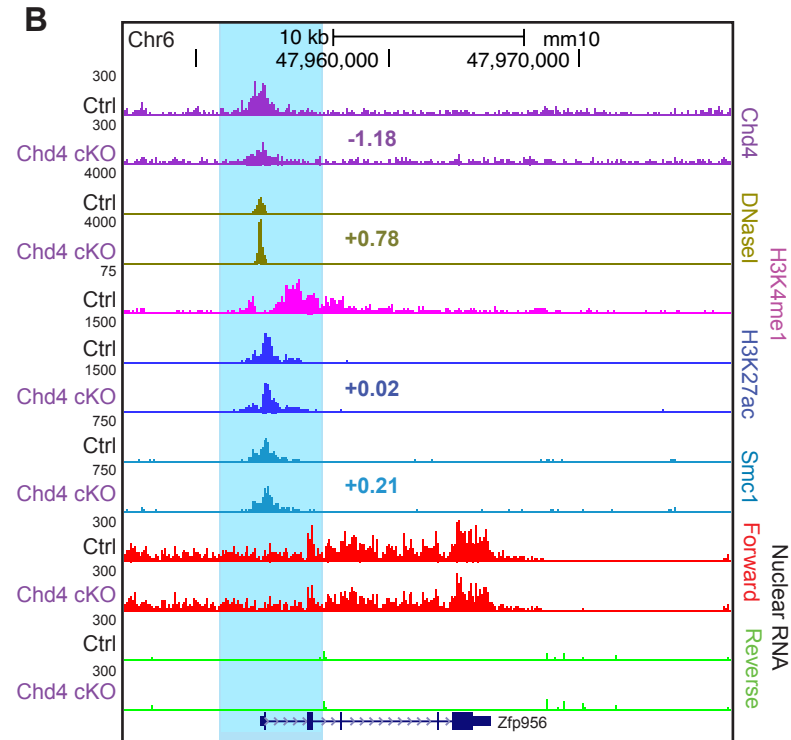 B
Chr6
10 kb
mm10
47,960,000
47,970,000
300
Ctrl
300
Chd4 cKO
-1.18
Chd4
4000
Ctrl
4000
Chd4 cKO
+0.78
DNaseI
75
Ctrl
H3K4me1
1500
Ctrl
1500
Chd4 cKO
+0.02
H3K27ac
750
Ctrl
750
Chd4 cKO
+0.21
Smc1
300
Ctrl
300
Chd4 cKO
Forward
300
Ctrl
300
Chd4 cKO
Reverse
Nuclear RNA
Zfp956